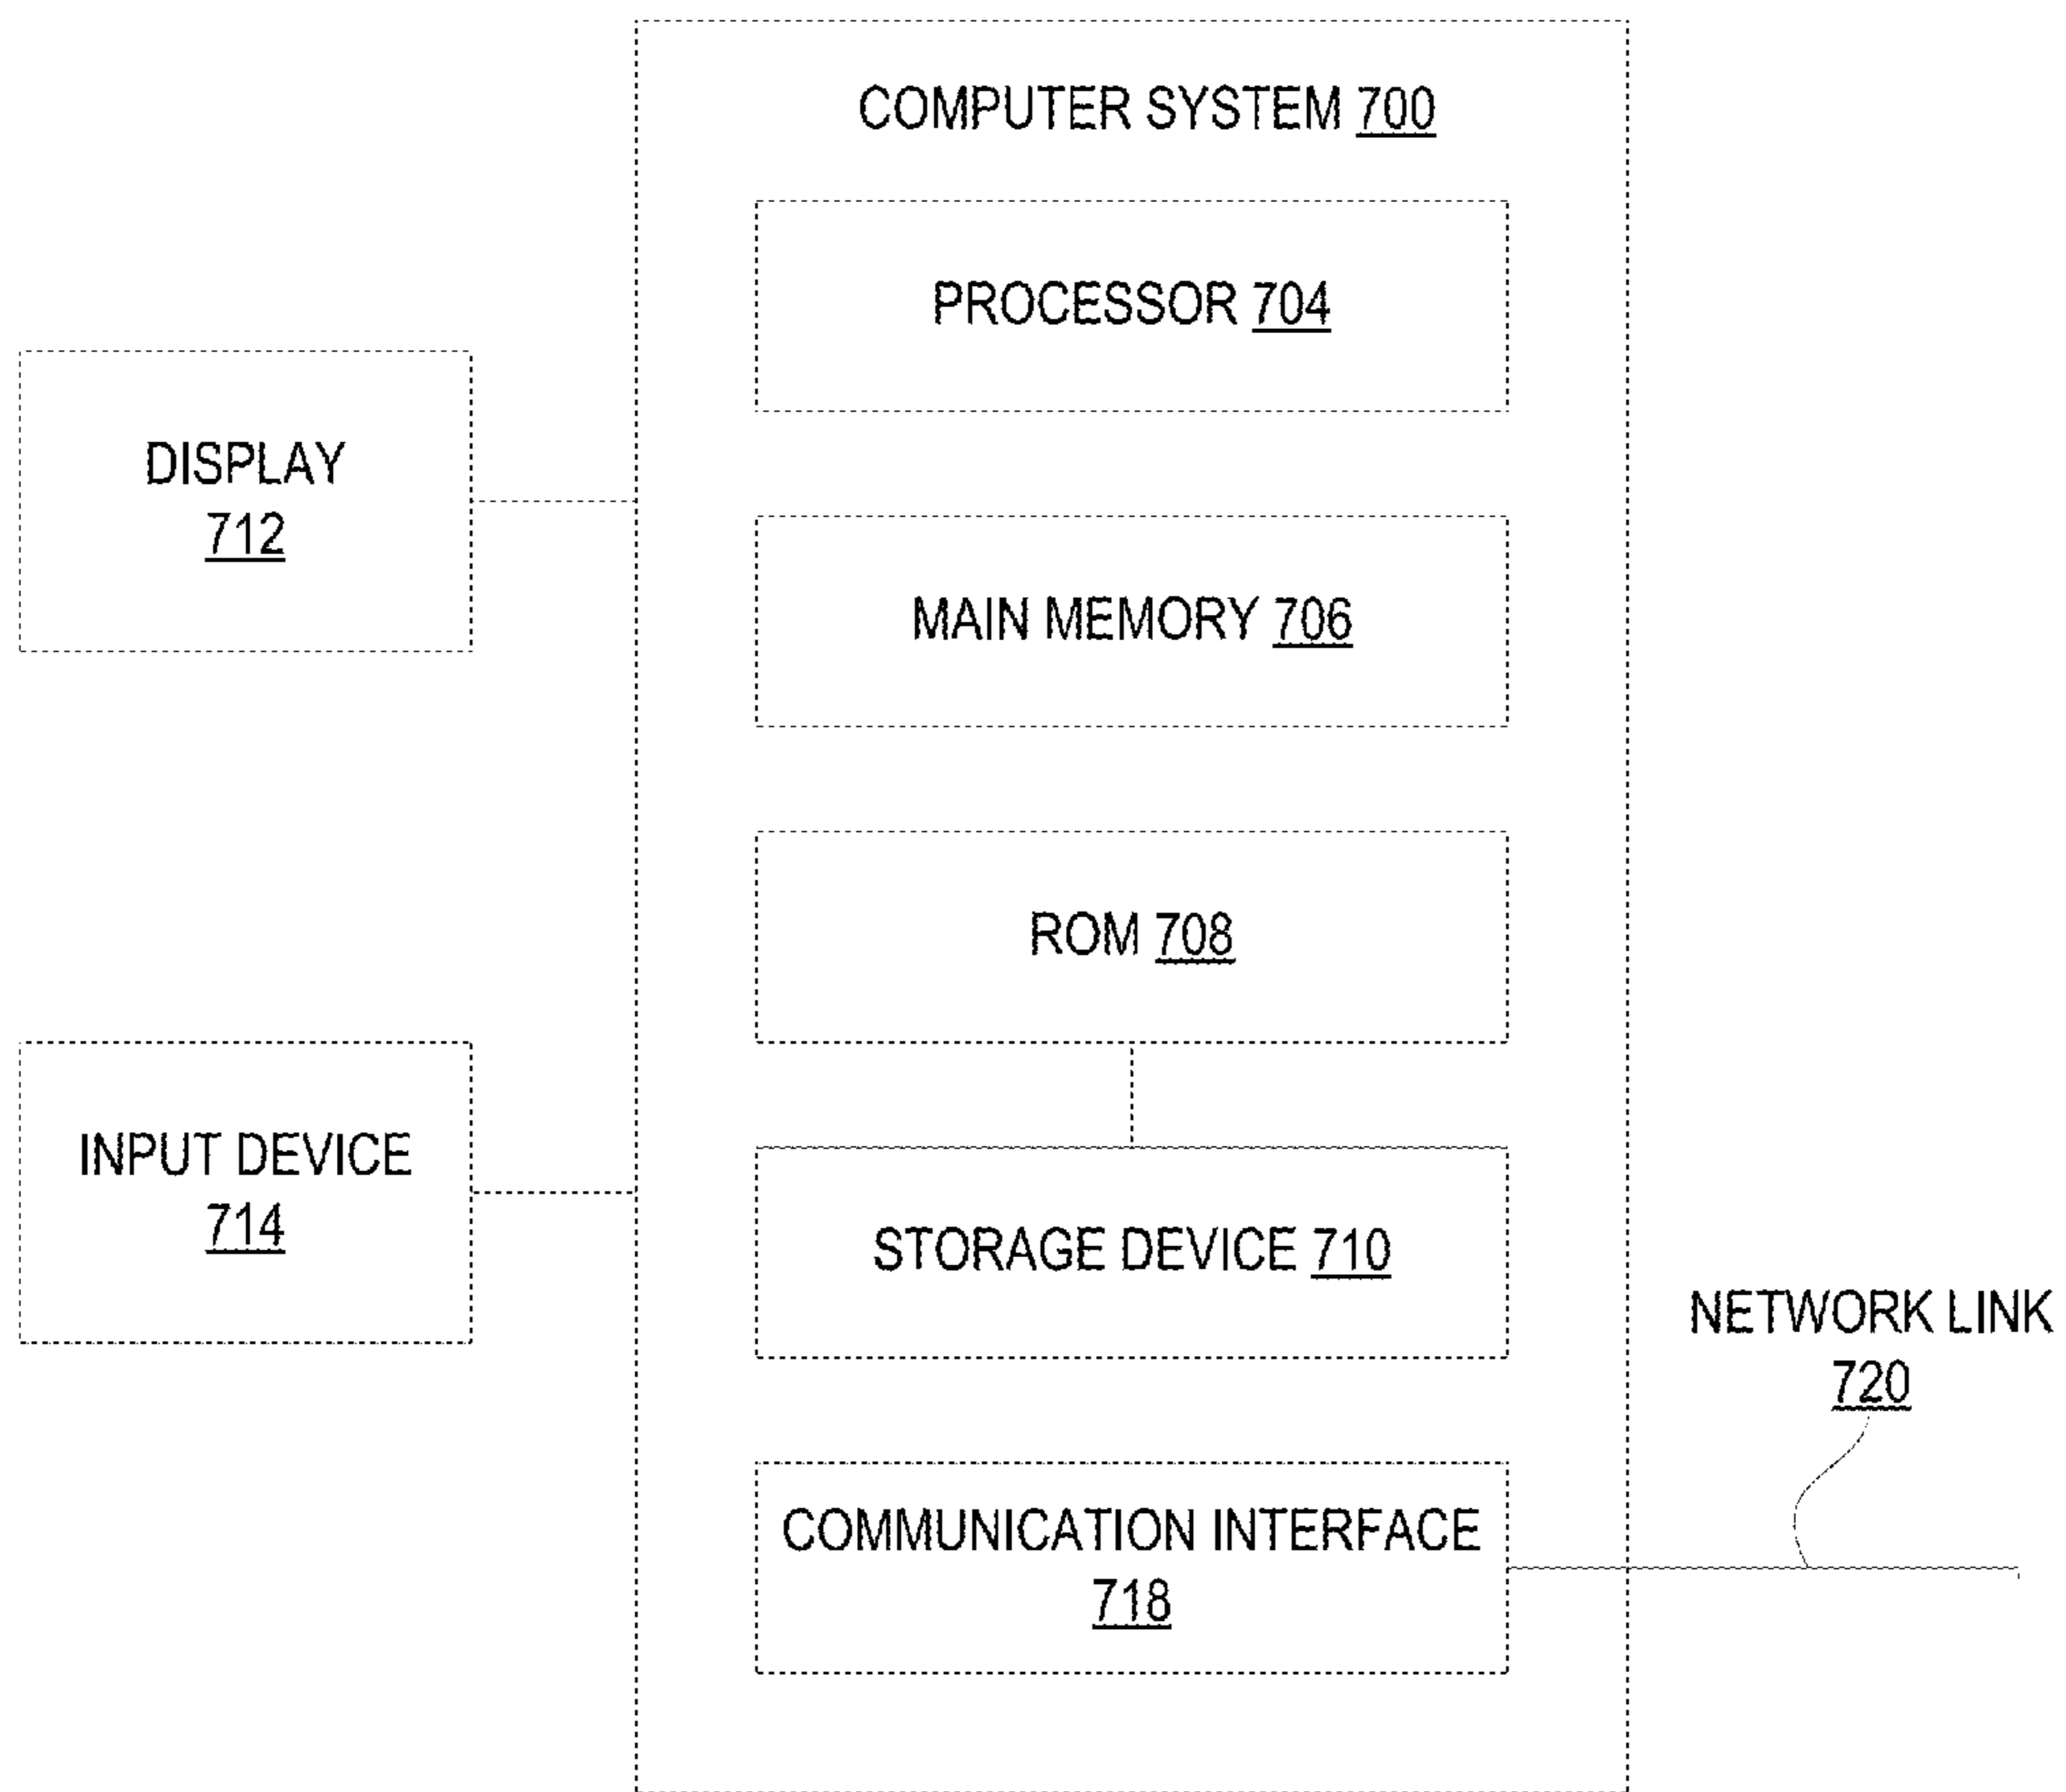 COMPUTER SYSTEM 700
PROCESSOR 704
DISPLAY
712
MAIN MEMORY 706
ROM 708
INPUT DEVICE
714
STORAGE DEVICE 710
NETWORK LINK
720
COMMUNICATION INTERFACE
718